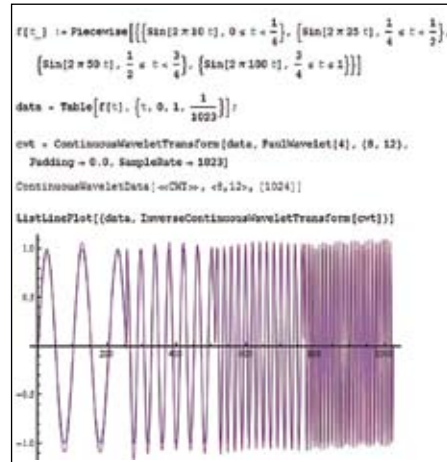 f[t_] := Piecewise[{{Sin[2 π 10 t], 0 ≤ t < 1/4}, {Sin[2 π 25 t], 1/4 ≤ t < 1/2},
{Sin[2 π 50 t], 1/2 ≤ t < 3/4}, {Sin[2 π 100 t], 3/4 ≤ t ≤ 1}}]
data = Table[f[t], {t, 0, 1, 1/1023}];
cwt = ContinuousWaveletTransform[data, PaulWavelet[4], {8, 12},
Padding → 0.0, SampleRate → 1023]
ContinuousWaveletData[<<CWT>>, <8,12>, {1024}]
ListLinePlot[{data, InverseContinuousWaveletTransform[cwt]}]
1.0
0.5
200 400 600 800 1000
-0.5
-1.0